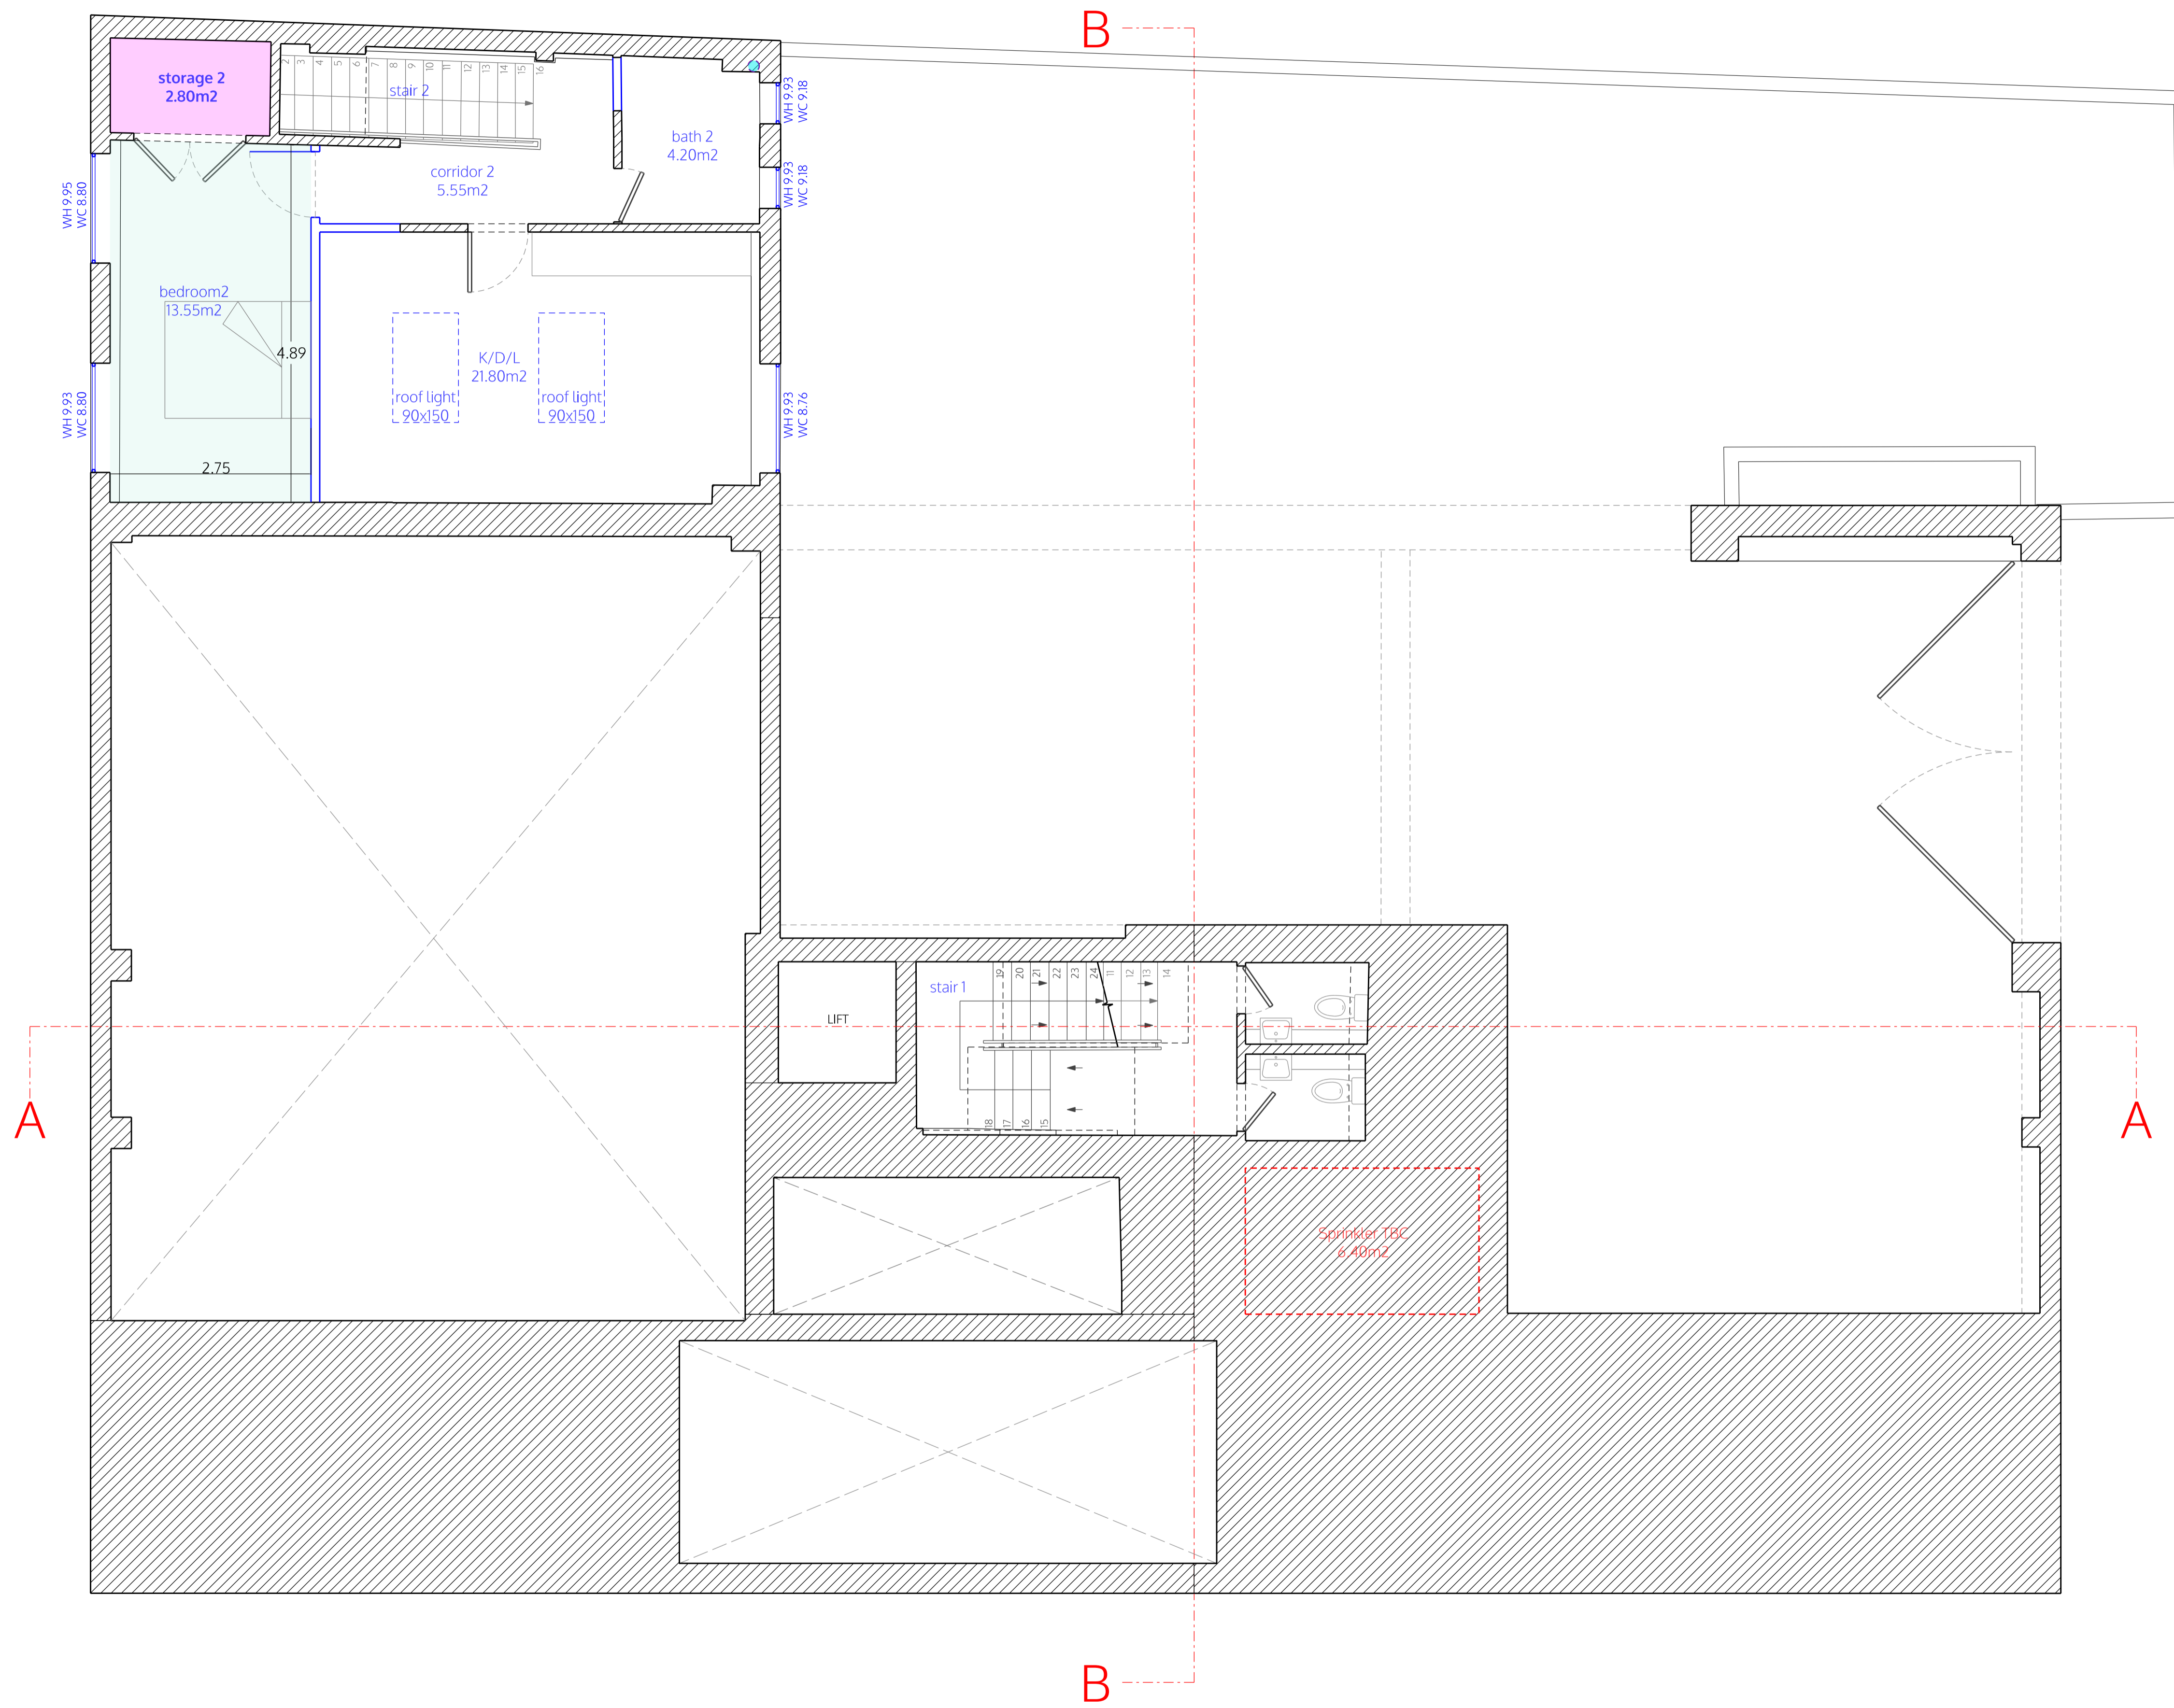 B
storage 2
2.80m2
2
3
4
5
6
7
8
9
10
11
12
13
14
15
16
stair 2
bath 2
4.20m2
WH 9.93
WC 9.18
corridor 2
5.55m2
WH 9.93
WC 9.18
WH 9.95
WC 8.80
bedroom2
13.55m2
4.89
K/D/L
21.80m2
roof light
90x150
roof light
90x150
WH 9.93
WC 8.80
WH 9.93
WC 8.76
2.75
stair 1
19
20
21
22
23
24
11
12
13
14
LIFT
A
A
18
17
16
15
Sprinkler TBC
6.40m2
B